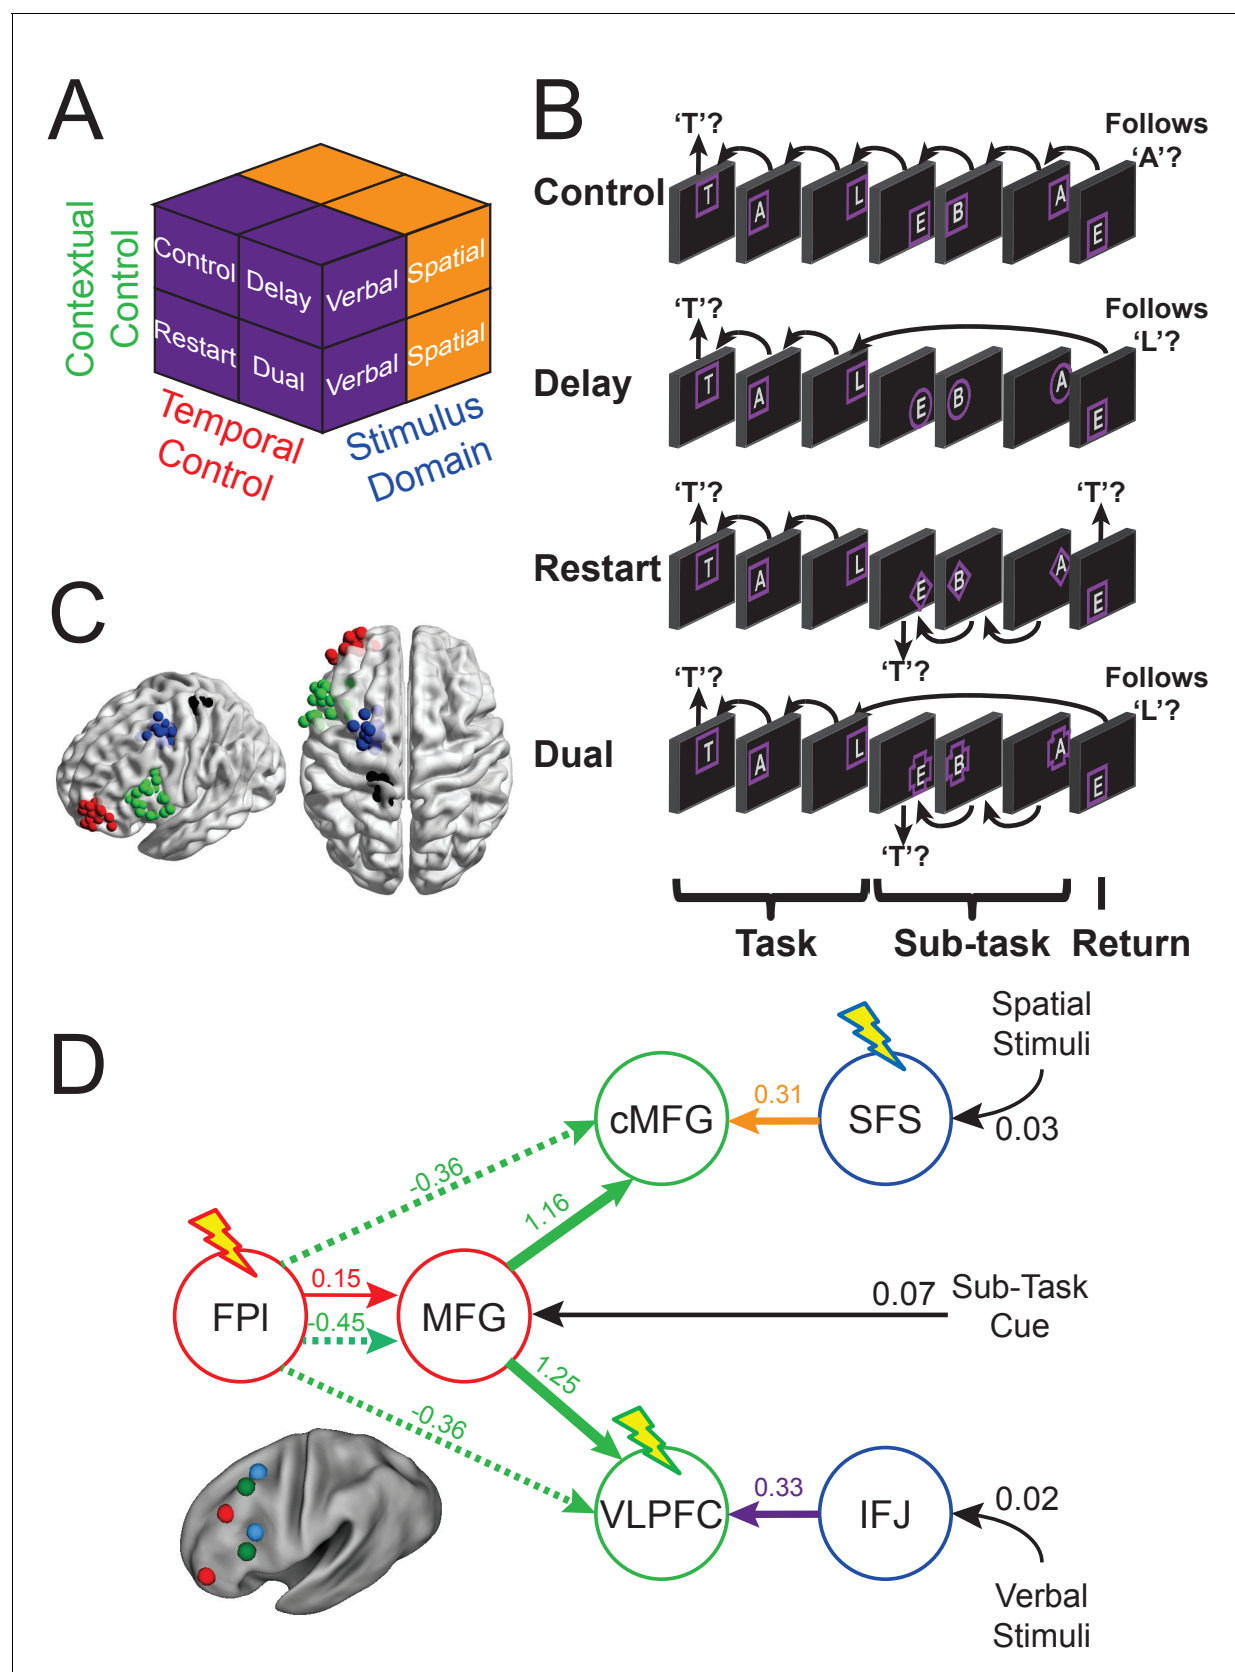 A
Contextual
Control
Control
Delay
Verbal
Spatial
Restart
Dual
Verbal
Spatial
Temporal
Control
Stimulus
Domain
B
Control
‘T’?
Follows
‘A’?
T
A
L
E
B
A
E
Delay
‘T’?
Follows
‘L’?
T
A
L
E
B
A
E
Restart
‘T’?
‘T’?
T
A
L
E
B
A
E
‘T’?
Dual
‘T’?
Follows
‘L’?
T
A
L
E
B
A
E
‘T’?
Task
Sub-task
Return
C
D
Spatial
Stimuli
cMFG
0.31
SFS
0.03
-0.36
1.16
FPl
0.15
-0.45
MFG
0.07
Sub-Task
Cue
1.25
-0.36
VLPFC
0.33
IFJ
0.02
Verbal
Stimuli